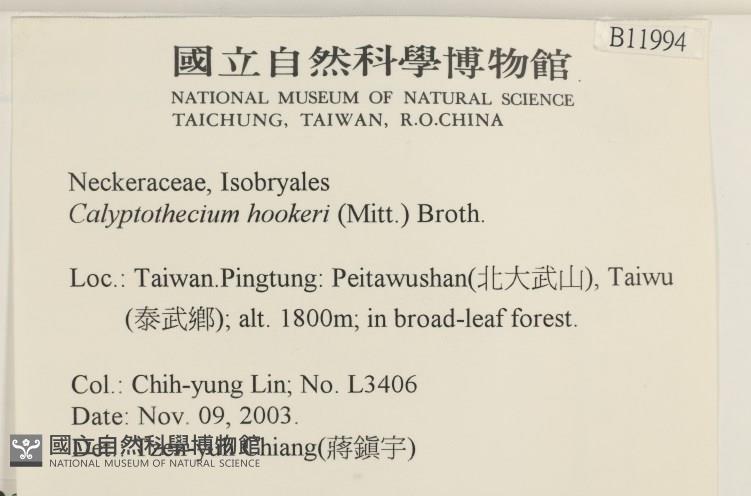 B11994
國立自然科學博物館
NATIONAL MUSEUM OF NATURAL SCIENCE
TAICHUNG, TAIWAN, R.O.CHINA
Neckeraceae, Isobryales
Calyptothecium hookeri (Mitt.) Broth.
Loc.: Taiwan.Pingtung: Peitawushan(北大武山), Taiwu
(泰武鄉); alt. 1800m; in broad-leaf forest.
Col.: Chih-yung Lin; No. L3406
Date: Nov. 09, 2003.
Chiang(蔣鎮宇)
國立自然科學博物館
NATIONAL MUSEUM OF NATURAL SCIENCE